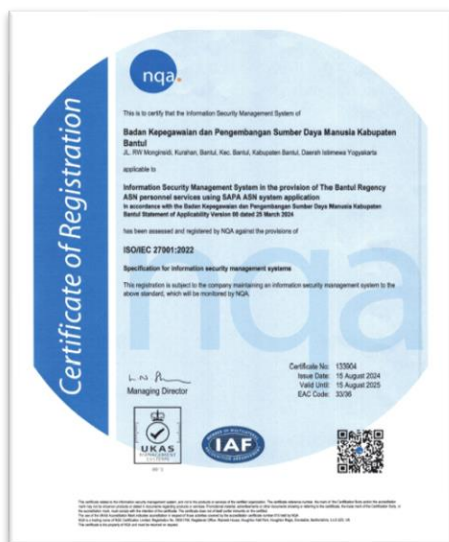 nqa.
Certificate of Registration
This is to certify that the Information Security Management System of
Badan Kepegawaian dan Pengembangan Sumber Daya Manusia Kabupaten
Bantul
JL. RW Monginsidi, Kurahan, Bantul, Kec. Bantul, Kabupaten Bantul, Daerah Istimewa Yogyakarta
applicable to
Information Security Management System in the provision of The Bantul Regency
ASN personnel services using SAPA ASN system application
In accordance with the Badan Kepegawaian dan Pengembangan Sumber Daya Manusia Kabupaten
Bantul Statement of Applicability Version 00 dated 25 March 2024
has been assessed and registered by NQA against the provisions of
ISO/IEC 27001:2022
Specification for information security management systems
This registration is subject to the company maintaining an information security management system to the
above standard, which will be monitored by NQA.
nqa
Managing Director
Certificate No: 133904
Issue Date: 15 August 2024
Valid Until: 15 August 2025
EAC Code: 33/36
UKAS
MANAGEMENT
SYSTEMS
IAF